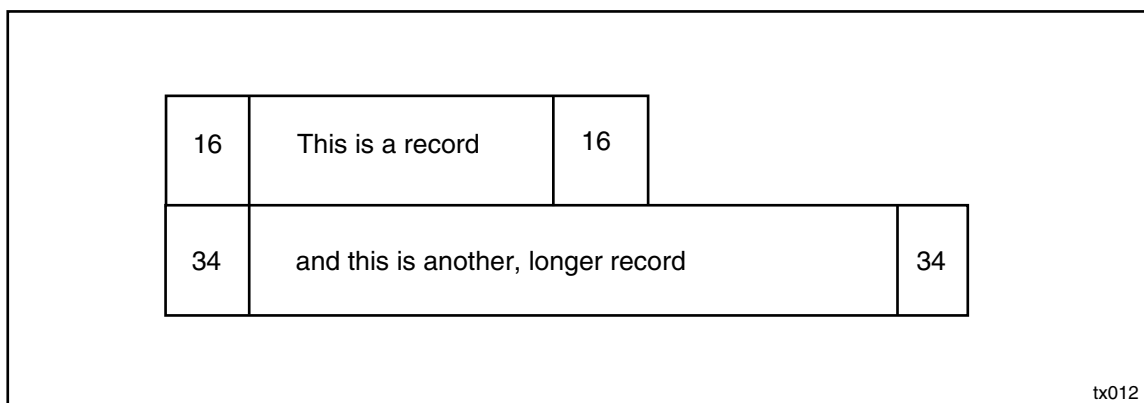 16 This is a record 16
34 and this is another, longer record 34
tx012